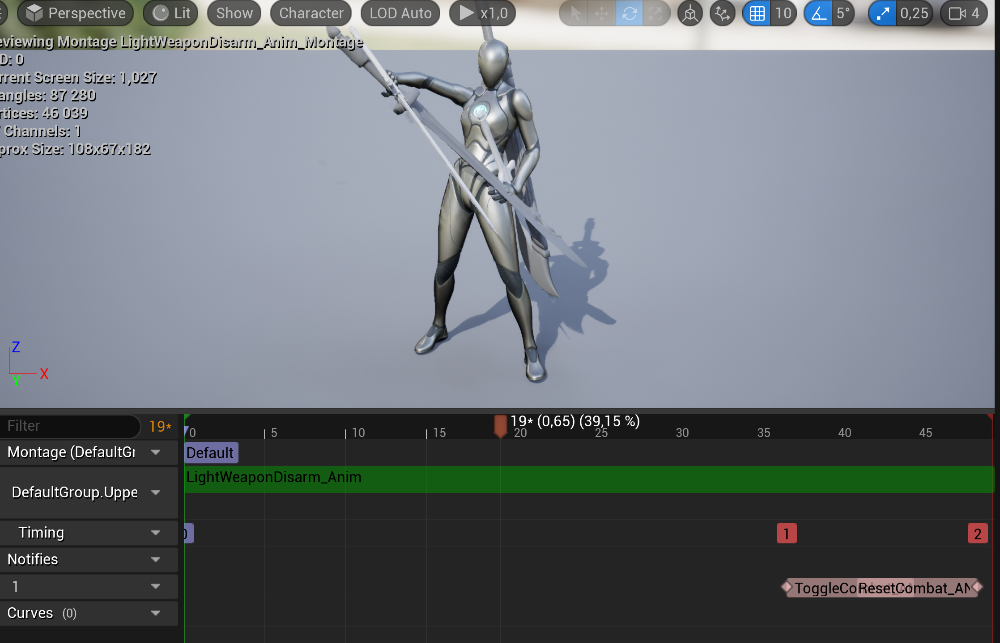 Perspective Lit Show Character LOD Auto x1,0 10 5° 0,25 4
eviewing Montage LightWeaponDisarm_Anim_Montage
D: 0
rrent Screen Size: 1,027
angles: 87 280
rtices: 46 039
Channels: 1
prox Size: 108x67x182
Z
X
Y
Filter 19* 19* (0,65) (39,15 %)
0 5 10 15 20 25 30 35 40 45
Montage (DefaultGr Default
LightWeaponDisarm_Anim
DefaultGroup.Uppe
Timing 1 2
Notifies
1 ToggleCo ResetCombat_AN
Curves (0)